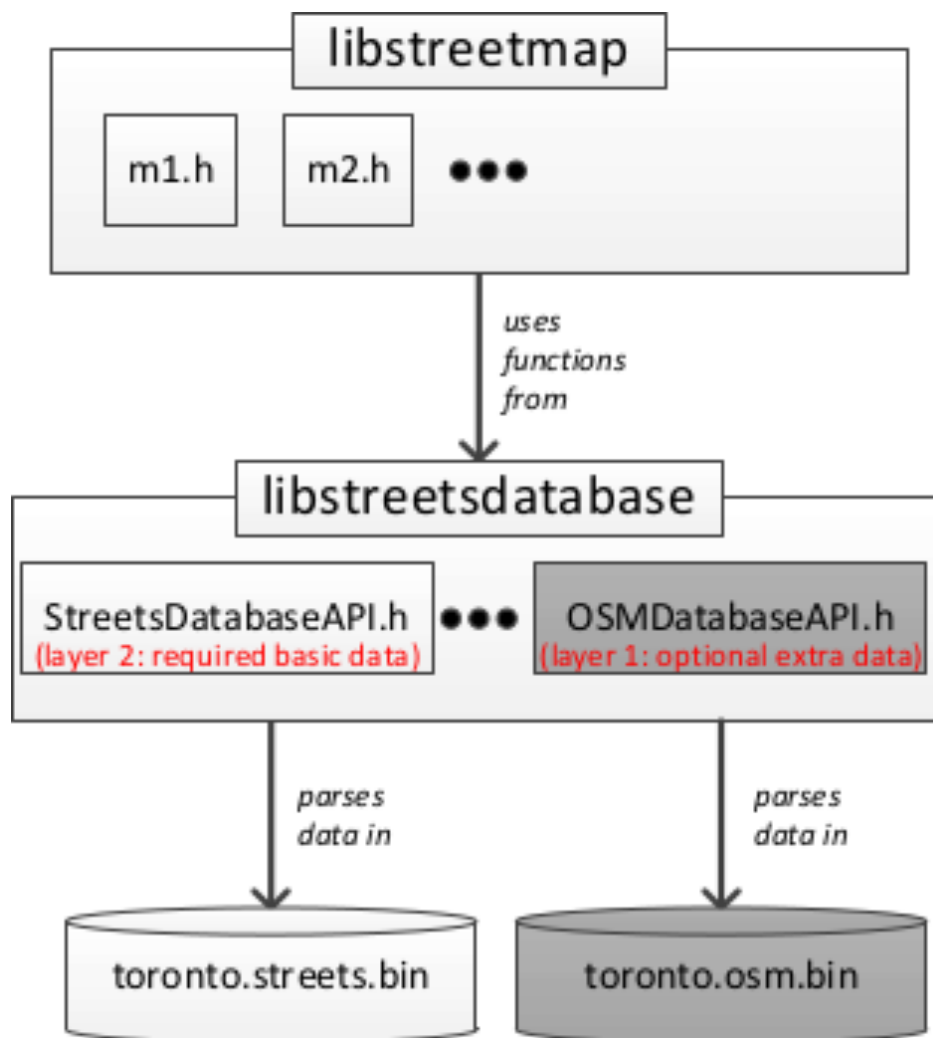 libstreetmap
m1.h
m2.h
uses
functions
from
libstreetsdatabase
StreetsDatabaseAPI.h
(layer 2: required basic data)
OSMDatabaseAPI.h
(layer 1: optional extra data)
parses
data in
parses
data in
toronto.streets.bin
toronto.osm.bin